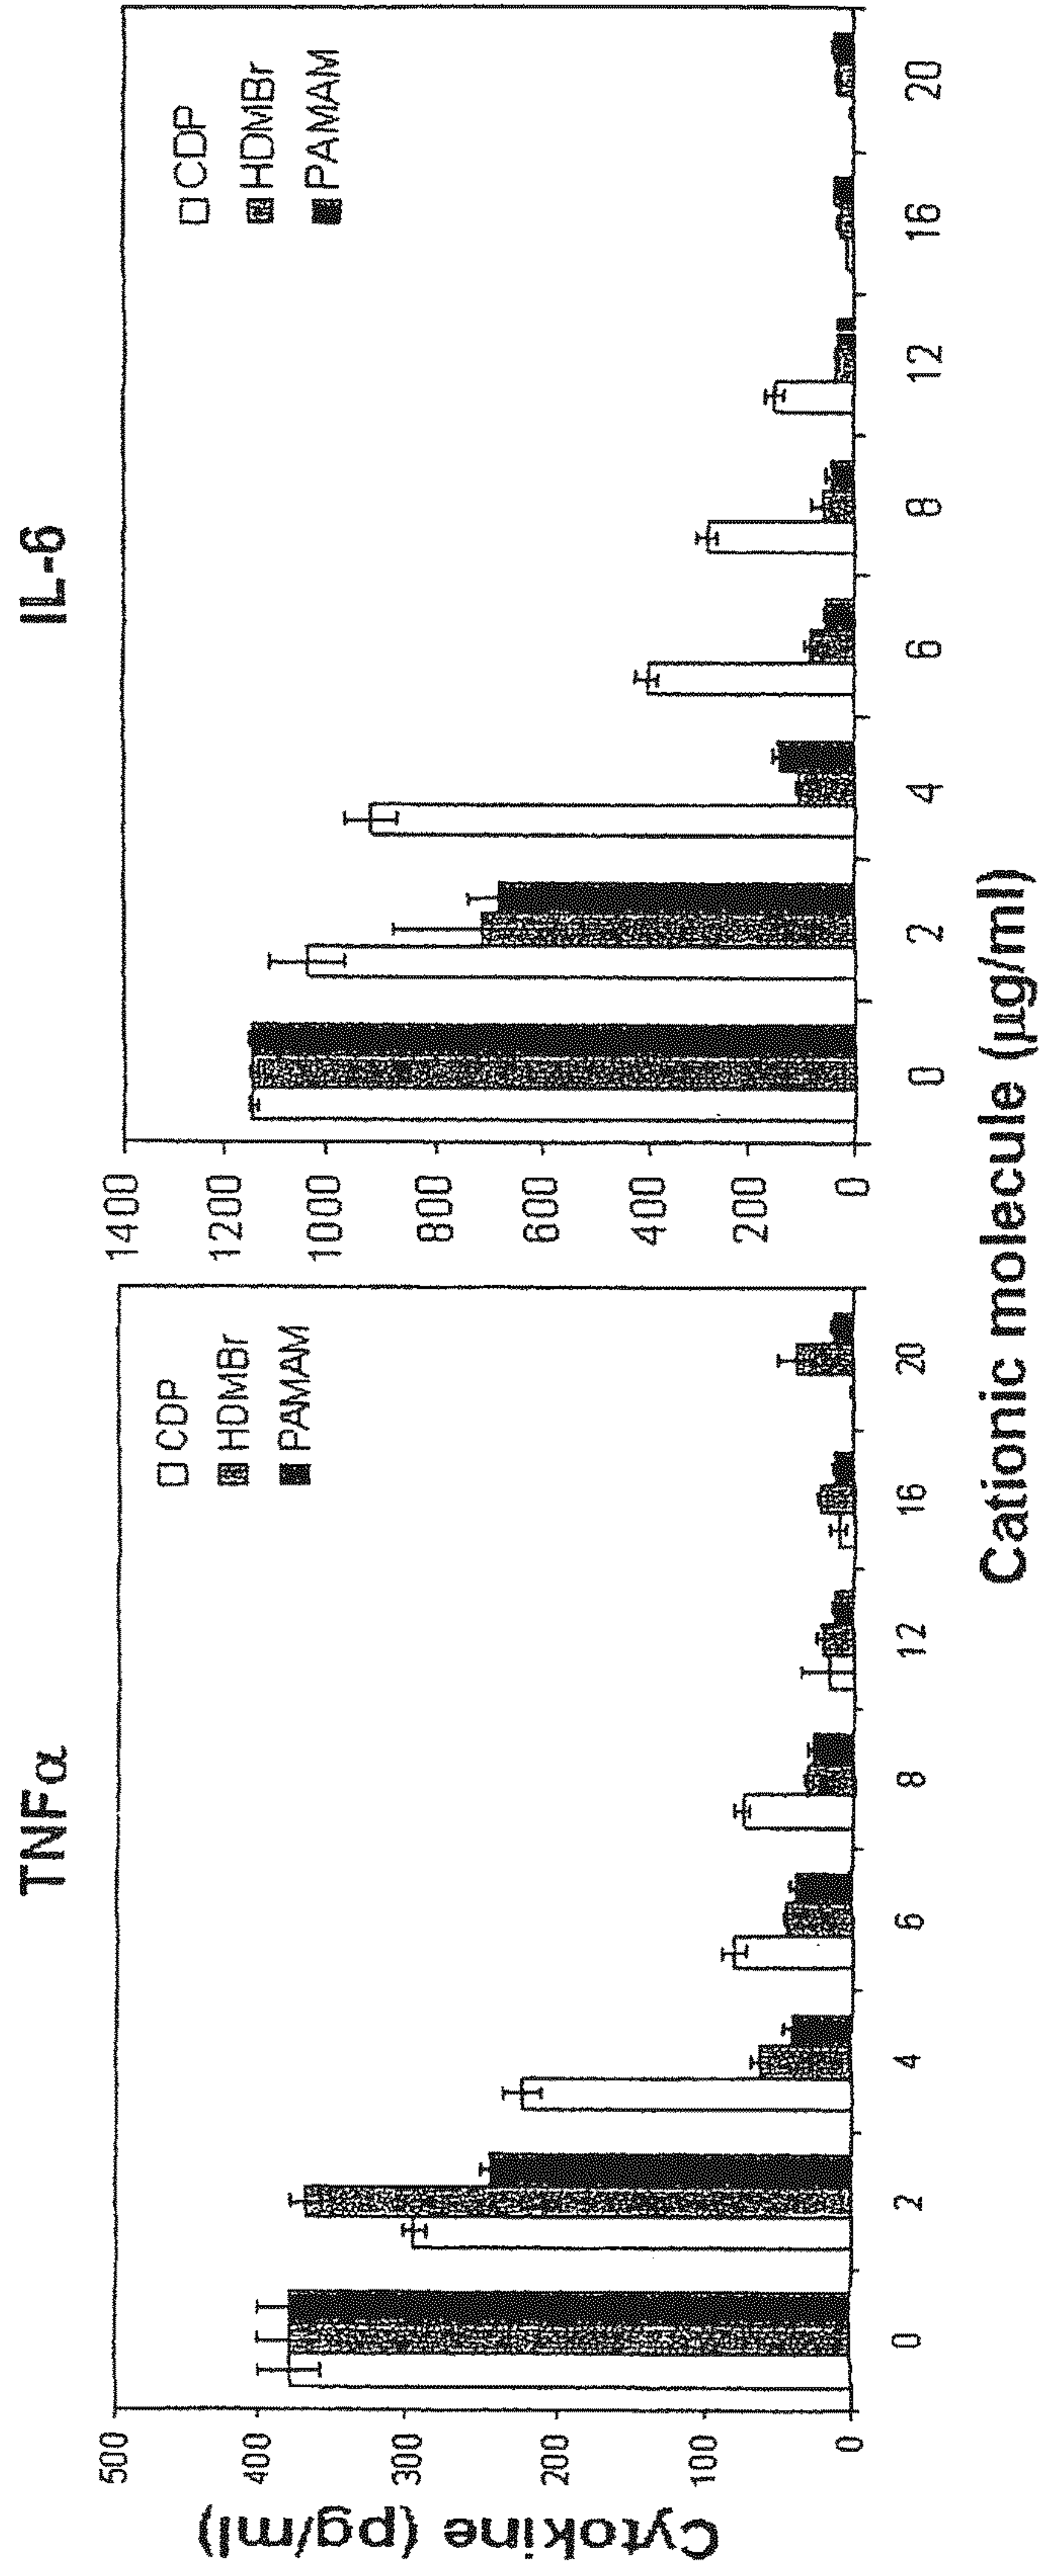 TNFα
Cytokine (pg/ml)
500
400
300
200
100
0
CDP
HDMBr
PAMAM
0 2 4 6 8 12 16 20
IL-6
1400
1200
1000
800
600
400
200
0
CDP
HDMBr
PAMAM
0 2 4 6 8 12 16 20
Cationic molecule (μg/ml)